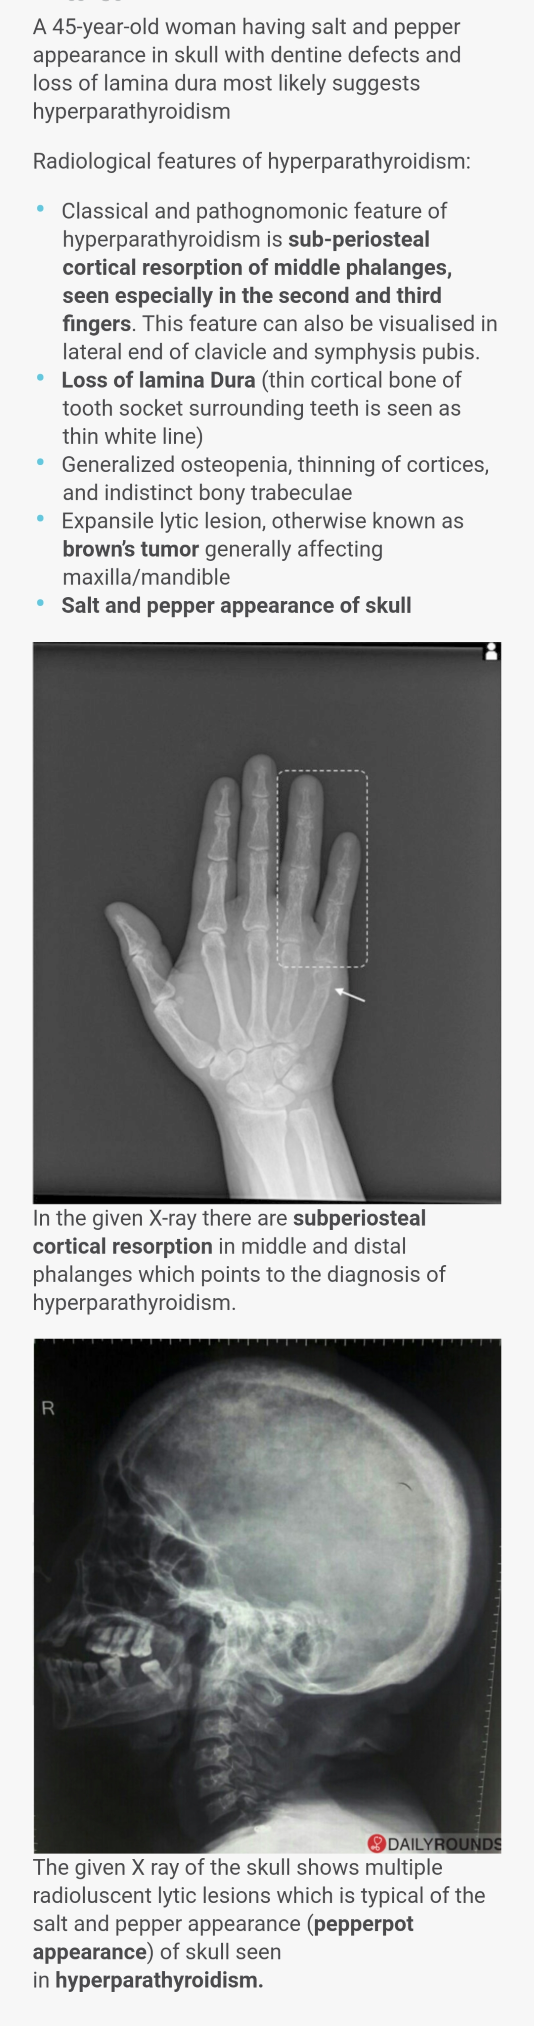 A 45-year-old woman having salt and pepper
appearance in skull with dentine defects and
loss of lamina dura most likely suggests
hyperparathyroidism
Radiological features of hyperparathyroidism:
• Classical and pathognomonic feature of
hyperparathyroidism is sub-periosteal
cortical resorption of middle phalanges,
seen especially in the second and third
fingers. This feature can also be visualised in
lateral end of clavicle and symphysis pubis.
• Loss of lamina Dura (thin cortical bone of
tooth socket surrounding teeth is seen as
thin white line)
• Generalized osteopenia, thinning of cortices,
and indistinct bony trabeculae
• Expansile lytic lesion, otherwise known as
brown's tumor generally affecting
maxilla/mandible
• Salt and pepper appearance of skull
In the given X-ray there are subperiosteal
cortical resorption in middle and distal
phalanges which points to the diagnosis of
hyperparathyroidism.
R
DAILYROUNDS
The given X ray of the skull shows multiple
radioluscent lytic lesions which is typical of the
salt and pepper appearance (pepperpot
appearance) of skull seen
in hyperparathyroidism.